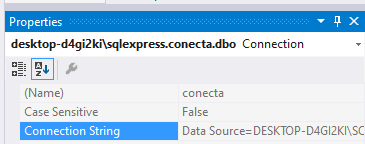 Properties
desktop-d4gi2ki\sqlexpress.conecta.dbo Connection
(Name) conecta
Case Sensitive False
Connection String Data Source=DESKTOP-D4GI2KI\SC